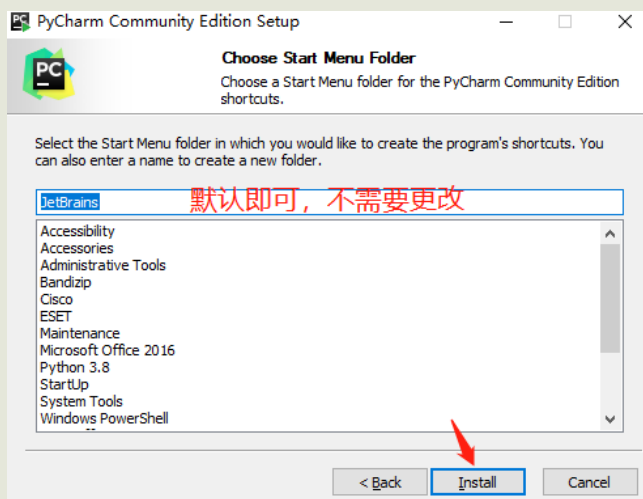 PyCharm Community Edition Setup
PC
Choose Start Menu Folder
Choose a Start Menu folder for the PyCharm Community Edition
shortcuts.
Select the Start Menu folder in which you would like to create the program's shortcuts. You
can also enter a name to create a new folder.
JetBrains 默认即可，不需要更改
Accessibility
Accessories
Administrative Tools
Bandizip
Cisco
ESET
Maintenance
Microsoft Office 2016
Python 3.8
StartUp
System Tools
Windows PowerShell
< Back Install Cancel